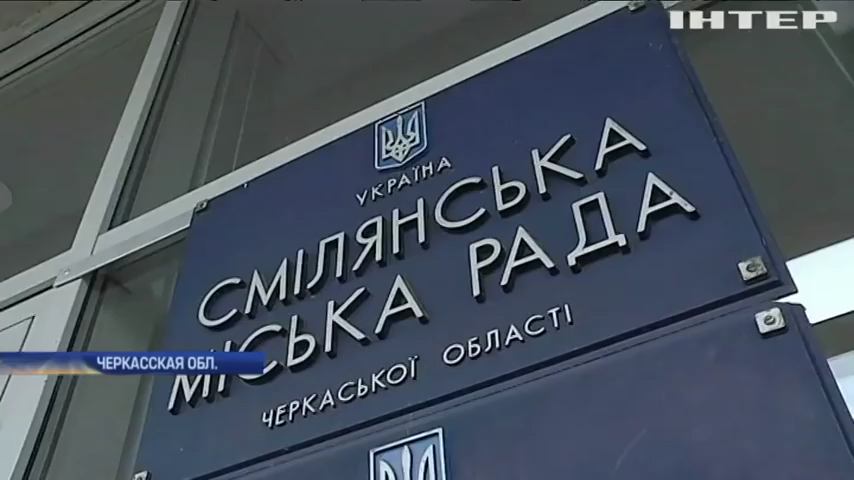 ІНТЕР
УКРАЇНА
СМІЛЯНСЬКА
МІСЬКА РАДА
ЧЕРКАСЬКОЇ ОБЛАСТІ
ЧЕРКАССКАЯ ОБЛ.